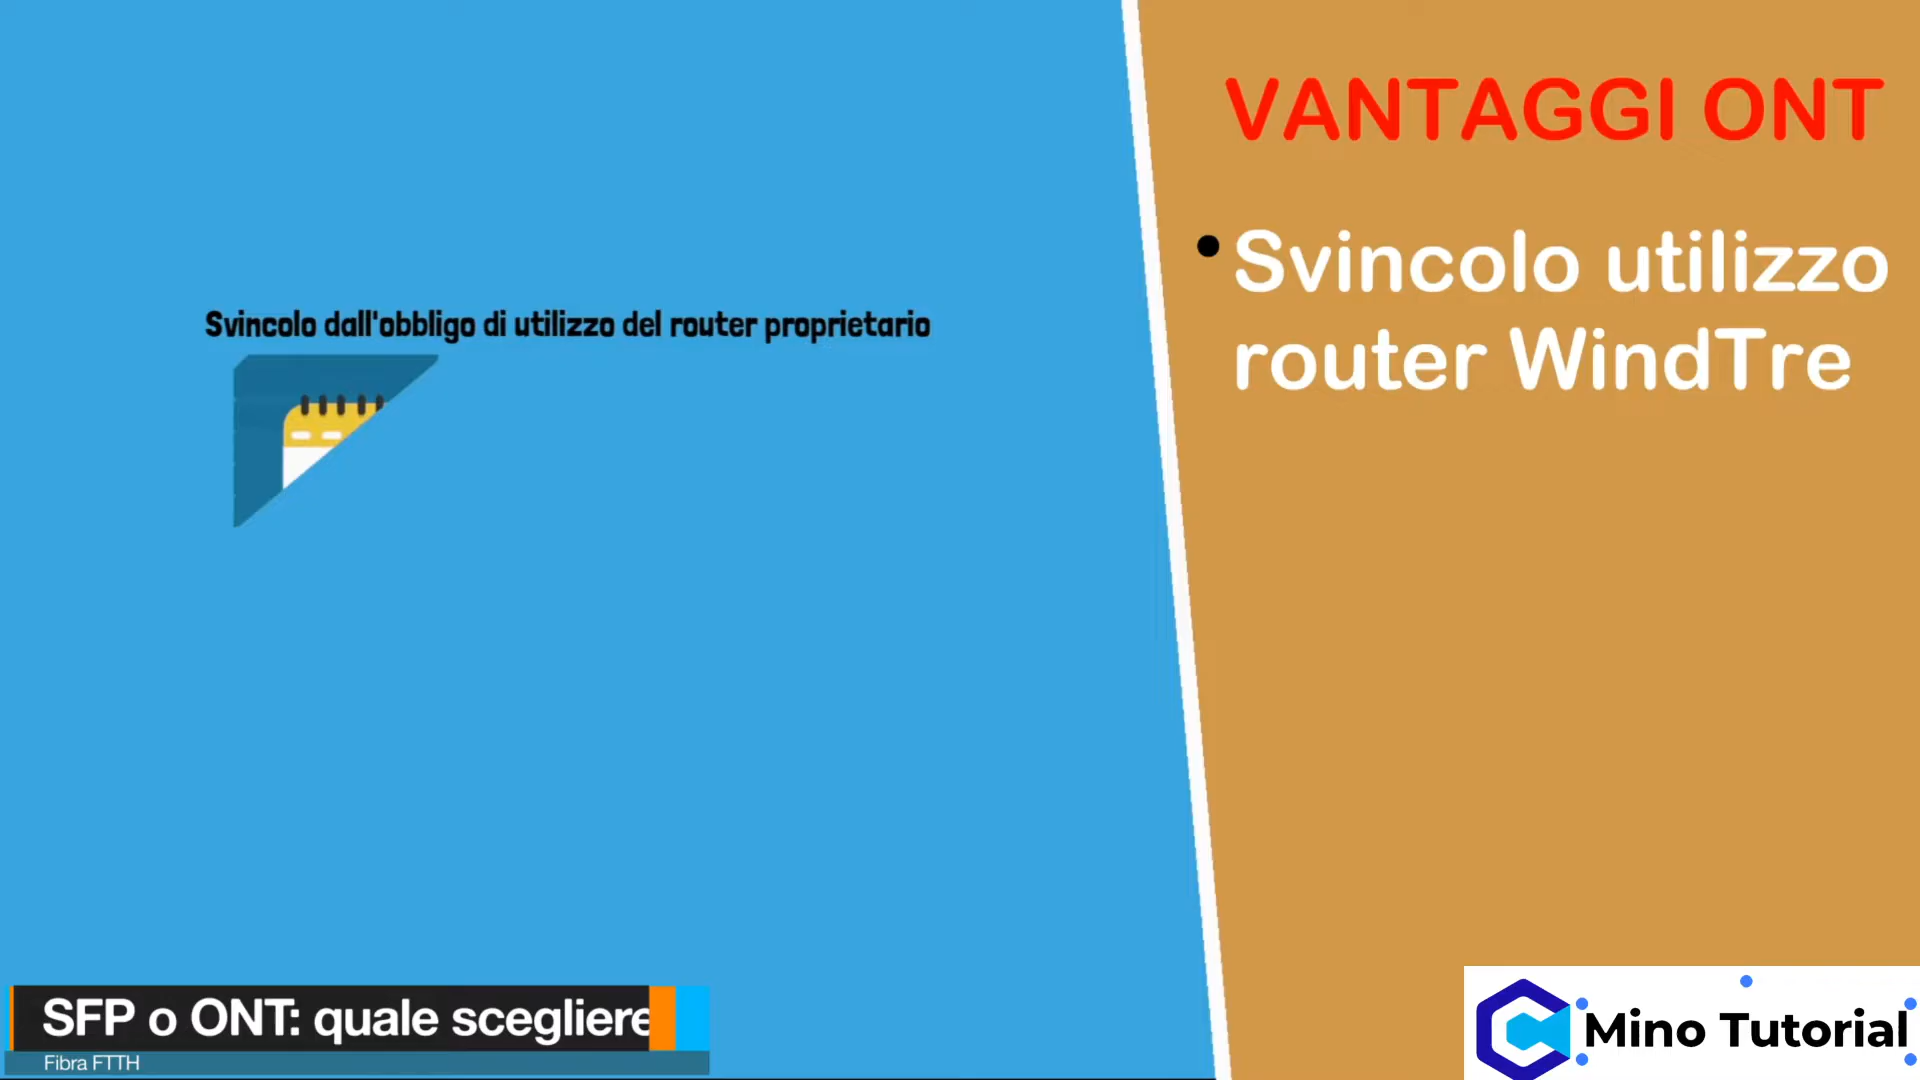 VANTAGGI ONT
Svincolo utilizzo
router WindTre
Svincolo dall'obbligo di utilizzo del router proprietario
SFP o ONT: quale scegliere
Fibra FTTH
Mino Tutorial